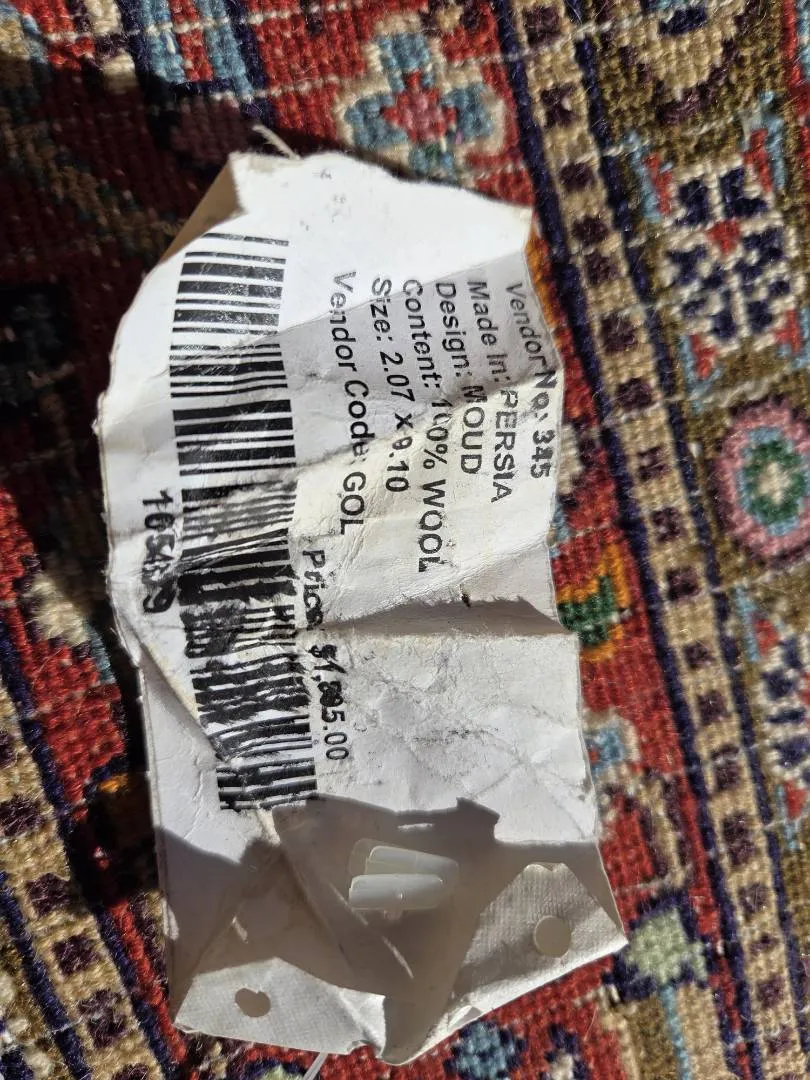 Vendor No: 345
Made In: PERSIA
Design: MOUD
Content: 100% WOOL
Size: 2.07 X 9.10
Vendor Code: GOL
Price: